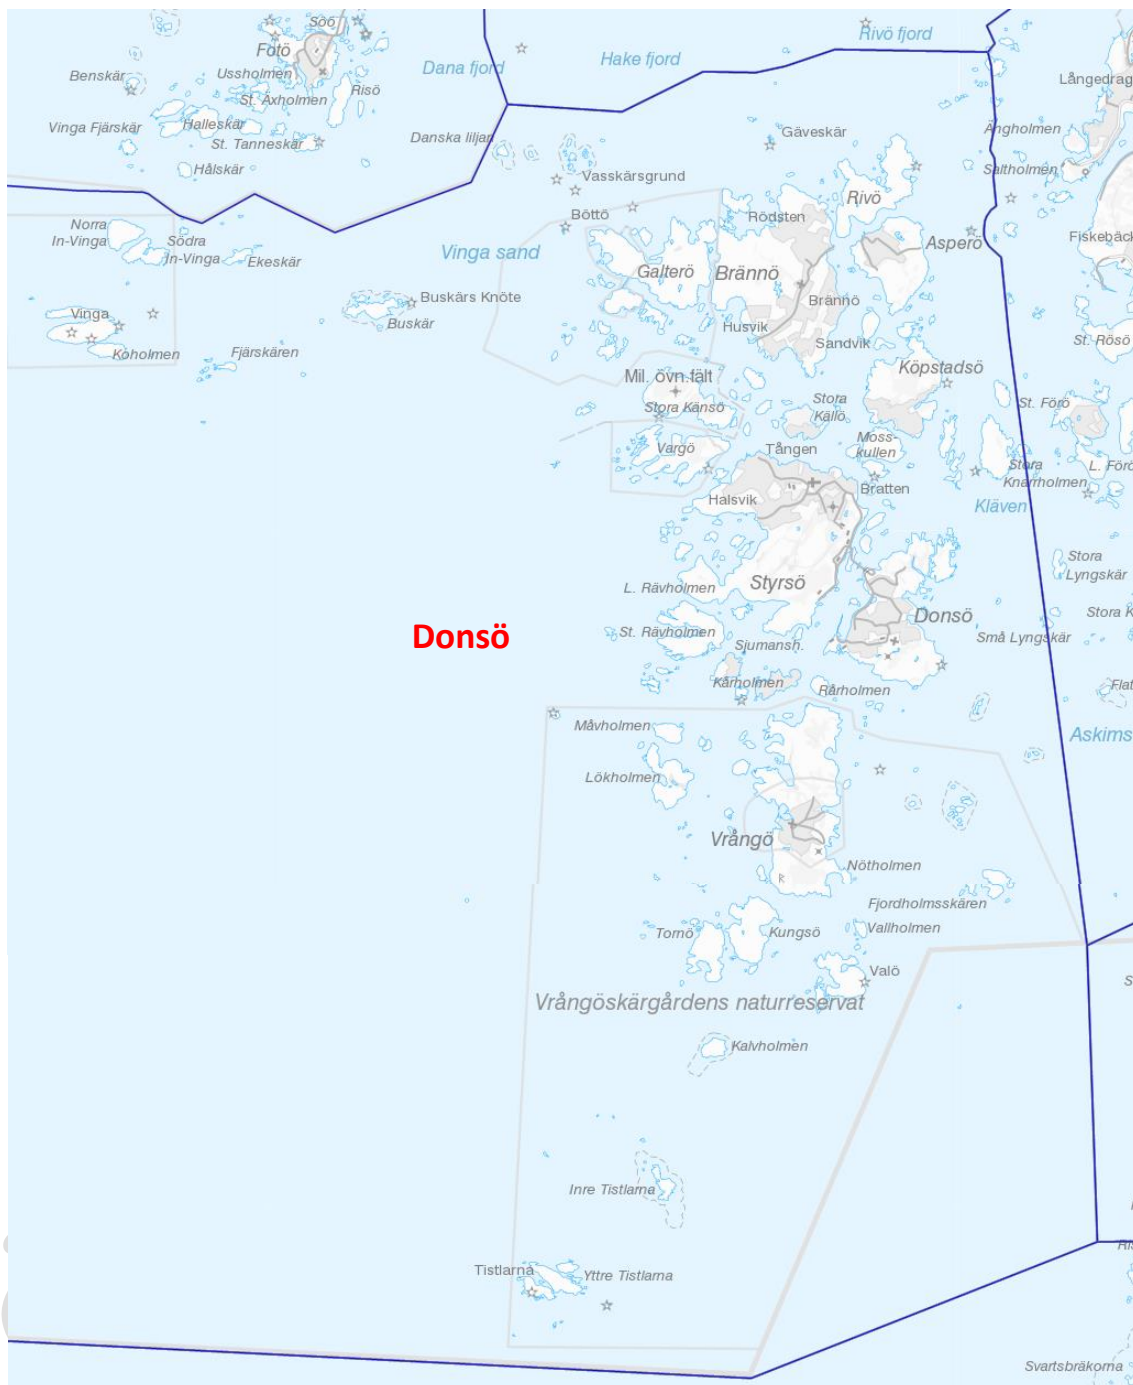 Söö
Fotö
Rivö fjord
Hake fjord
Dana fjord
Benskär
Ussholmen
Risö
Långedrag
St. Axholmen
Vinga Fjärskär
Halleskär
St. Tanneskär
Danska liljan
Gäveskär
Ängholmen
Hålskär
Vasskärsgrund
Saltholmen
Rivö
Norra
In-Vinga
Södra
In-Vinga
Ekeskär
Böttö
Rödsten
Asperö
Fiskebäck
Vinga sand
Galterö
Brännö
Buskärs Knöte
Brännö
Buskär
Vinga
Koholmen
Fjärskären
Husvik
Sandvik
St. Rösö
Köpstadsö
Mil. övn.fält
Stora Känsö
Stora
Källö
St. Förö
Vargö
Tången
Moss-
kullen
Stora
Knarrholmen
L. Förö
Halsvik
Bratten
Kläven
Stora
Lyngskär
Styrsö
L. Rävholmen
Donsö
Stora K
Donsö
St. Rävholmen
Sjumansh.
Små Lyngskär
Kårholmen
Rårholmen
Flat
Måvholmen
Askims
Lökholmen
Vrångö
Nötholmen
Fjordholmsskären
Tornö
Kungsö
Vallholmen
Valö
S
Vrångöskärgårdens naturreservat
Kalvholmen
Inre Tistlarna
Tistlarna
Yttre Tistlarna
Svartsbräkorna